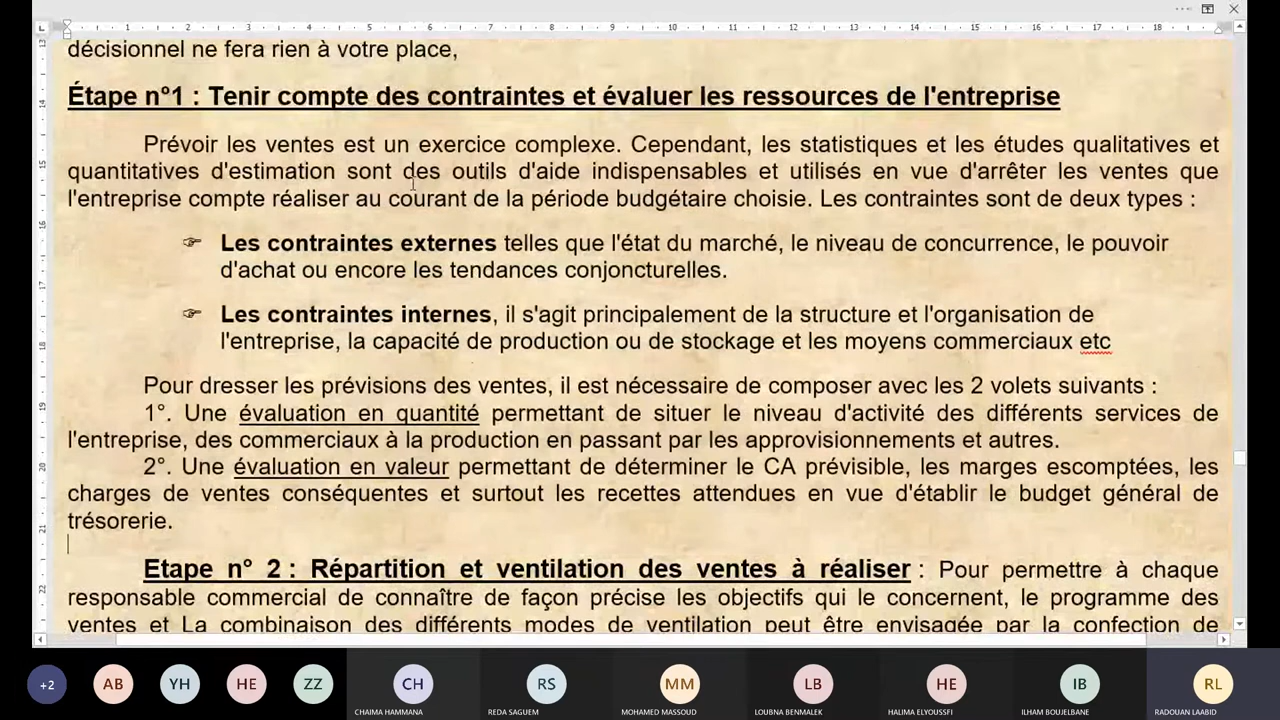 décisionnel ne fera rien à votre place,
Étape n°1 : Tenir compte des contraintes et évaluer les ressources de l'entreprise
Prévoir les ventes est un exercice complexe. Cependant, les statistiques et les études qualitatives et
quantitatives d'estimation sont des outils d'aide indispensables et utilisés en vue d'arrêter les ventes que
l'entreprise compte réaliser au courant de la période budgétaire choisie. Les contraintes sont de deux types :
☞ Les contraintes externes telles que l'état du marché, le niveau de concurrence, le pouvoir
d'achat ou encore les tendances conjoncturelles.
☞ Les contraintes internes, il s'agit principalement de la structure et l'organisation de
l'entreprise, la capacité de production ou de stockage et les moyens commerciaux etc
Pour dresser les prévisions des ventes, il est nécessaire de composer avec les 2 volets suivants :
1°. Une évaluation en quantité permettant de situer le niveau d'activité des différents services de
l'entreprise, des commerciaux à la production en passant par les approvisionnements et autres.
2°. Une évaluation en valeur permettant de déterminer le CA prévisible, les marges escomptées, les
charges de ventes conséquentes et surtout les recettes attendues en vue d'établir le budget général de
trésorerie.
Etape n° 2 : Répartition et ventilation des ventes à réaliser : Pour permettre à chaque
responsable commercial de connaître de façon précise les objectifs qui le concernent, le programme des
ventes et La combinaison des différents modes de ventilation peut être envisagée par la confection de
+2 AB YH HE ZZ CH RS MM LB HE IB RL
CHAIMA HAMMANA REDA SAGUEM MOHAMED MASSOUD LOUBNA BENMALEK HALIMA ELYOUSSFI ILHAM BOUJELBANE RADOUAN LAABID